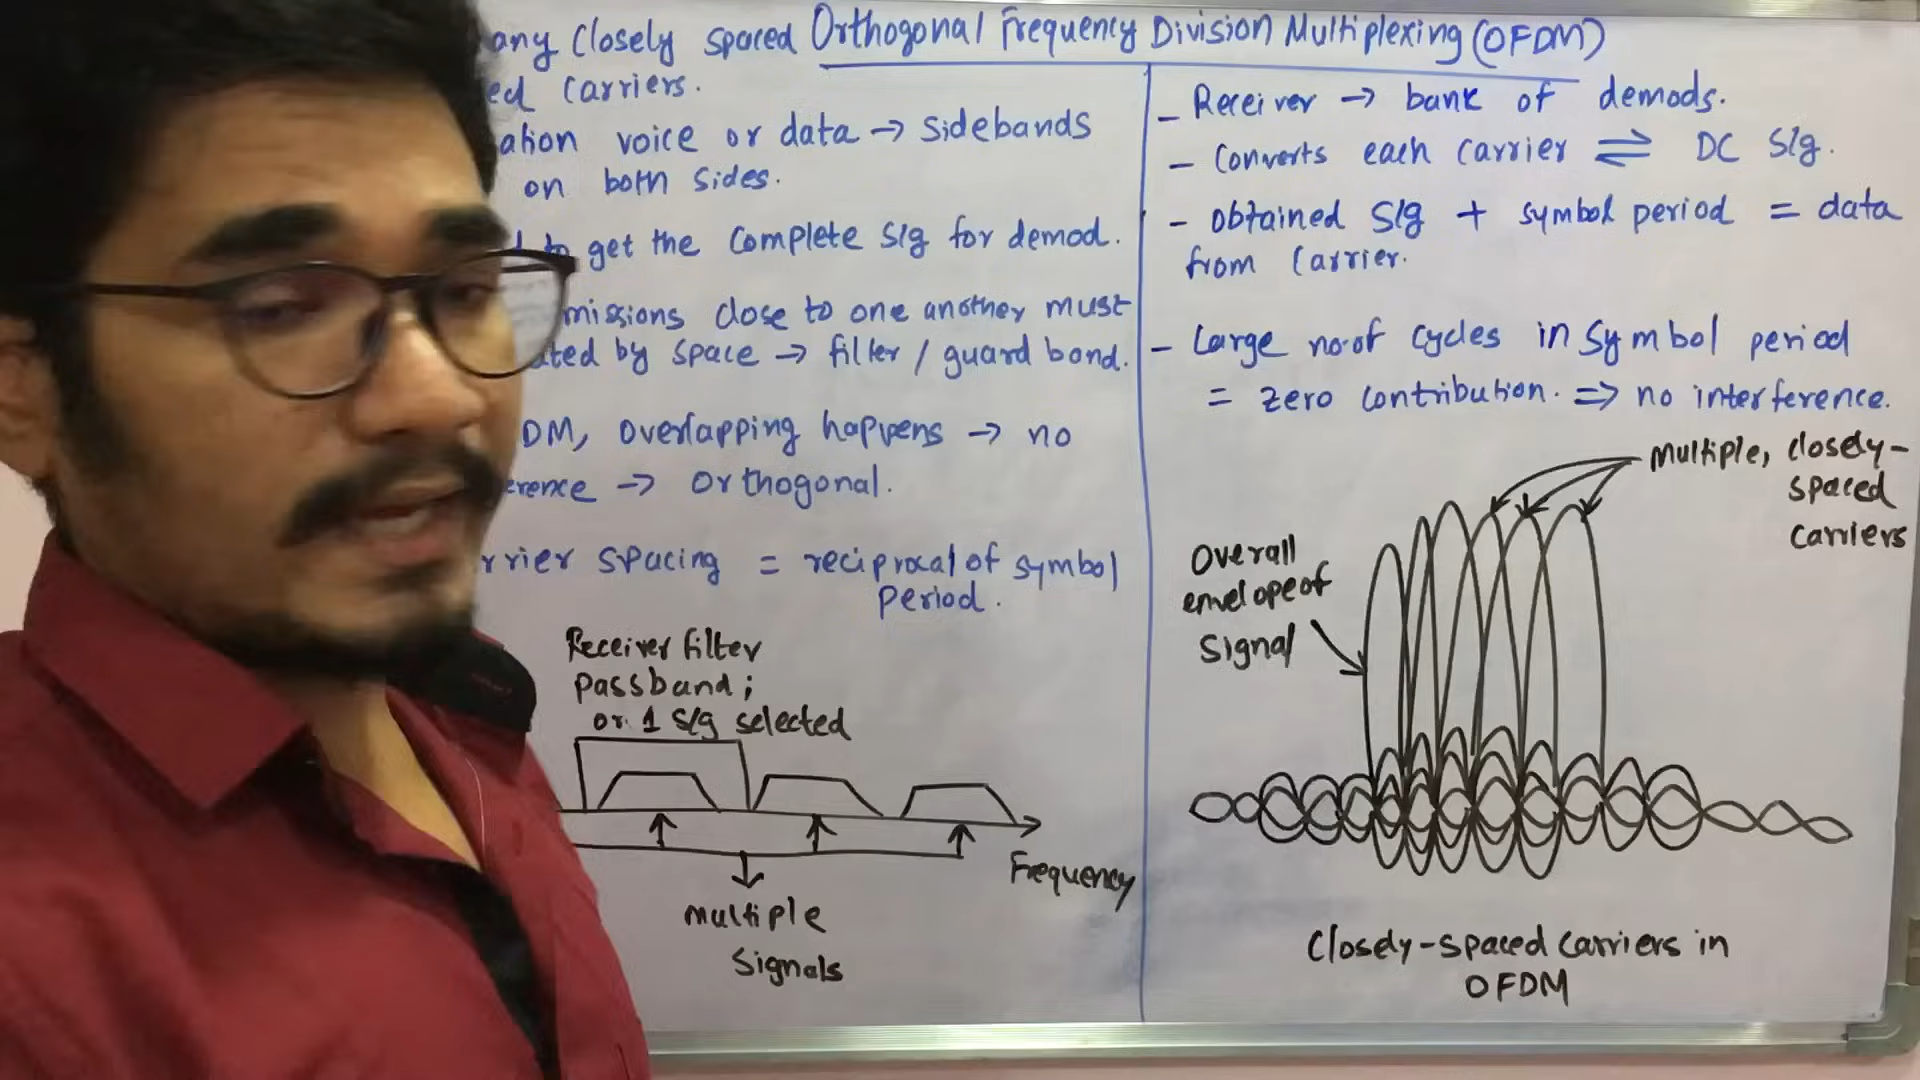 Orthogonal Frequency Division Multiplexing (OFDM)
any closely spaced
ed carriers.
ation voice or data → sidebands
on both sides.
to get the complete s/g for demod.
missions close to one another must
ated by space → filter / guard band.
DM, overlapping happens → no
erence → orthogonal.
rrier spacing = reciprocal of symbol
period.
Receiver filter
passband;
or 1 s/g selected
Frequency
Multiple
Signals
- Receiver → bank of demods.
- Converts each carrier ⇌ DC s/g.
- obtained s/g + symbol period = data
from carrier.
- Large no.of cycles in symbol period
= zero contribution. ⇒ no interference.
Multiple, closely-
spaced
carriers
Overall
envelope of
signal
Closely-spaced carriers in
OFDM